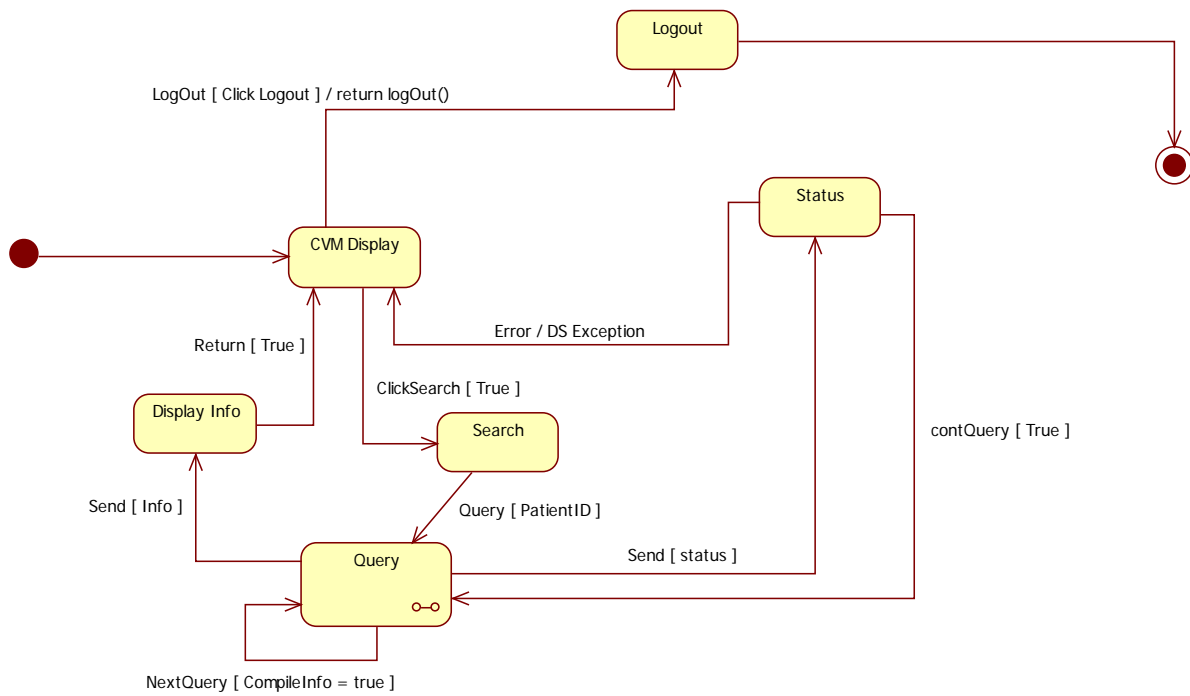 Logout
LogOut [ Click Logout ] / return logOut()
Status
CVM Display
Error / DS Exception
Return [ True ]
ClickSearch [ True ]
Display Info
Search
contQuery [ True ]
Send [ Info ]
Query [ PatientID ]
Send [ status ]
Query
NextQuery [ CompileInfo = true ]